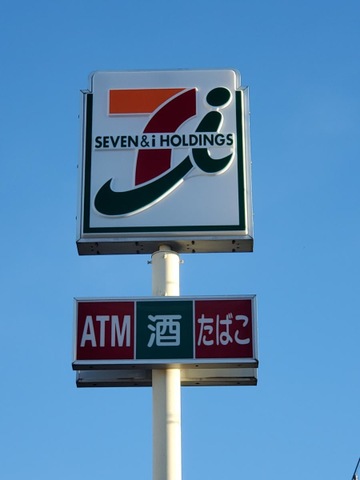 SEVEN & i HOLDINGS
ATM 酒 たばこ